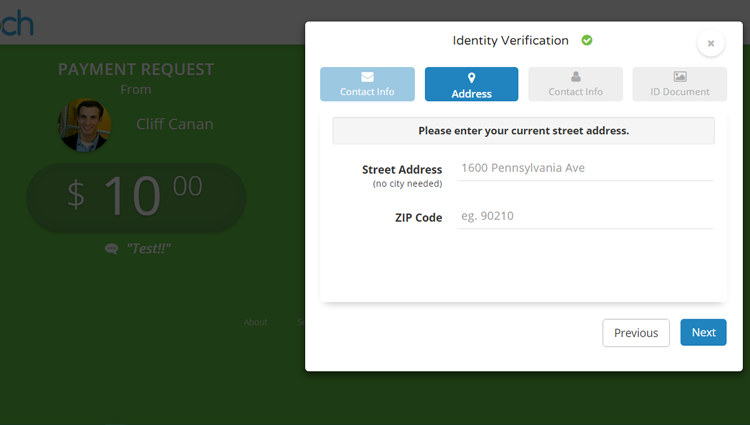 ch
PAYMENT REQUEST
From
Cliff Canan
$ 10 00
"Test!!"
About
Identity Verification
×
Contact Info
Address
Contact Info
ID Document
Please enter your current street address.
Street Address
1600 Pennsylvania Ave
(no city needed)
ZIP Code
eg. 90210
Previous
Next